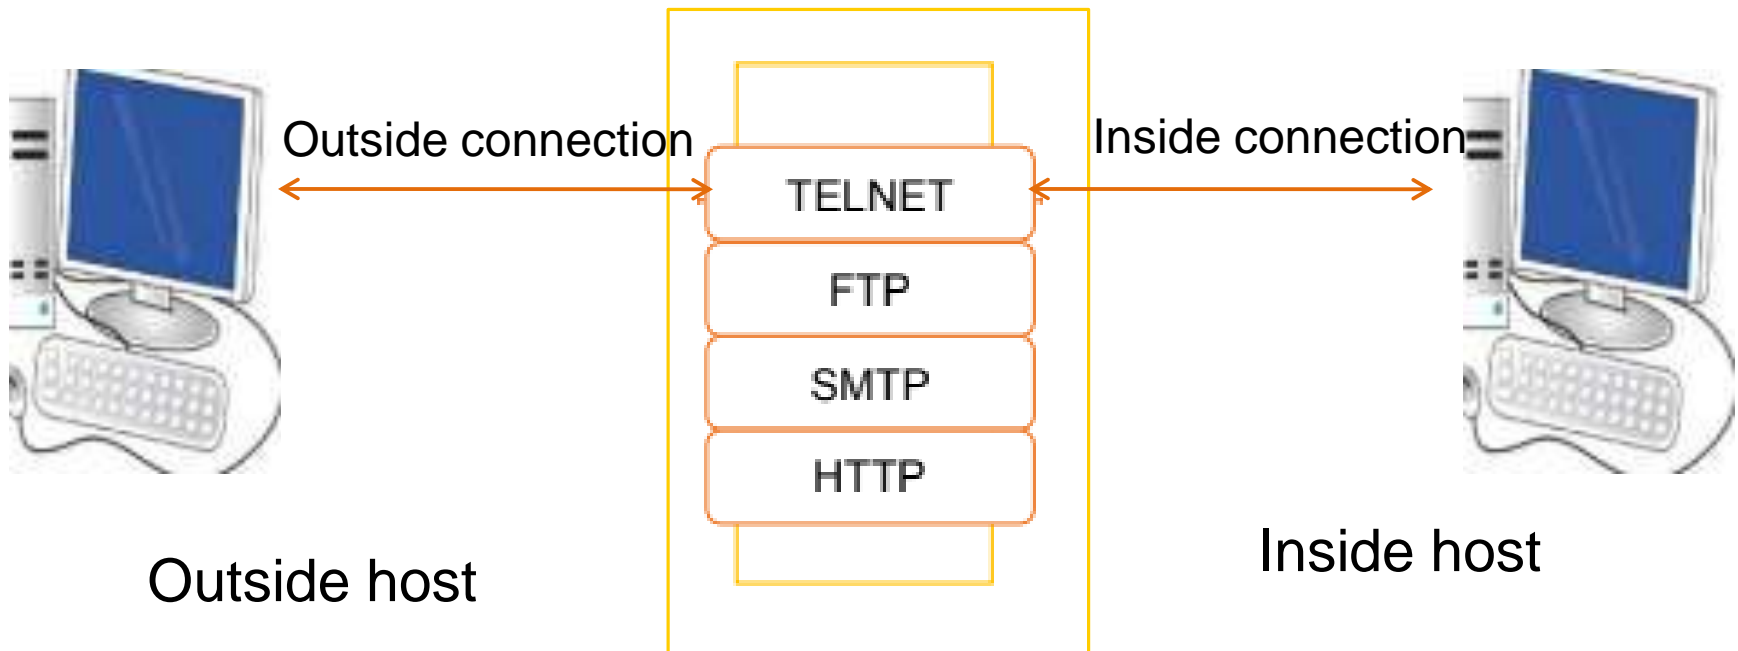 Outside connection
Inside connection
TELNET
FTP
SMTP
HTTP
Outside host
Inside host